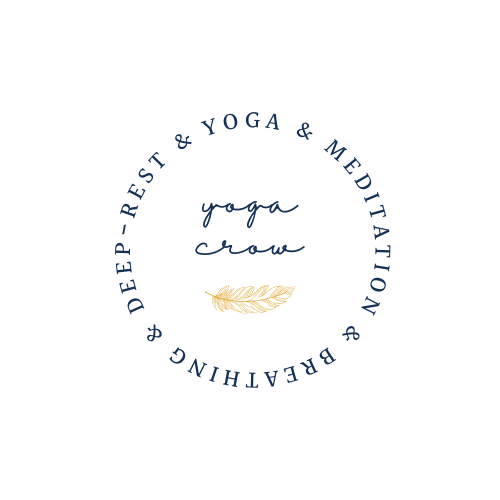 YOGA & MEDITATION & BREATHING & DEEP-REST &
yoga
crow